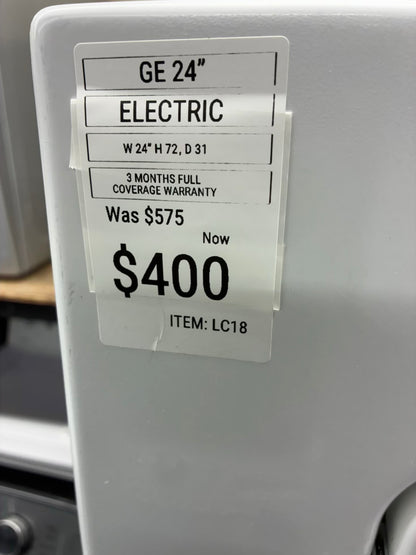 GE 24”
ELECTRIC
W 24" H 72, D 31
3 MONTHS FULL
COVERAGE WARRANTY
Was $575
Now
$400
ITEM: LC18